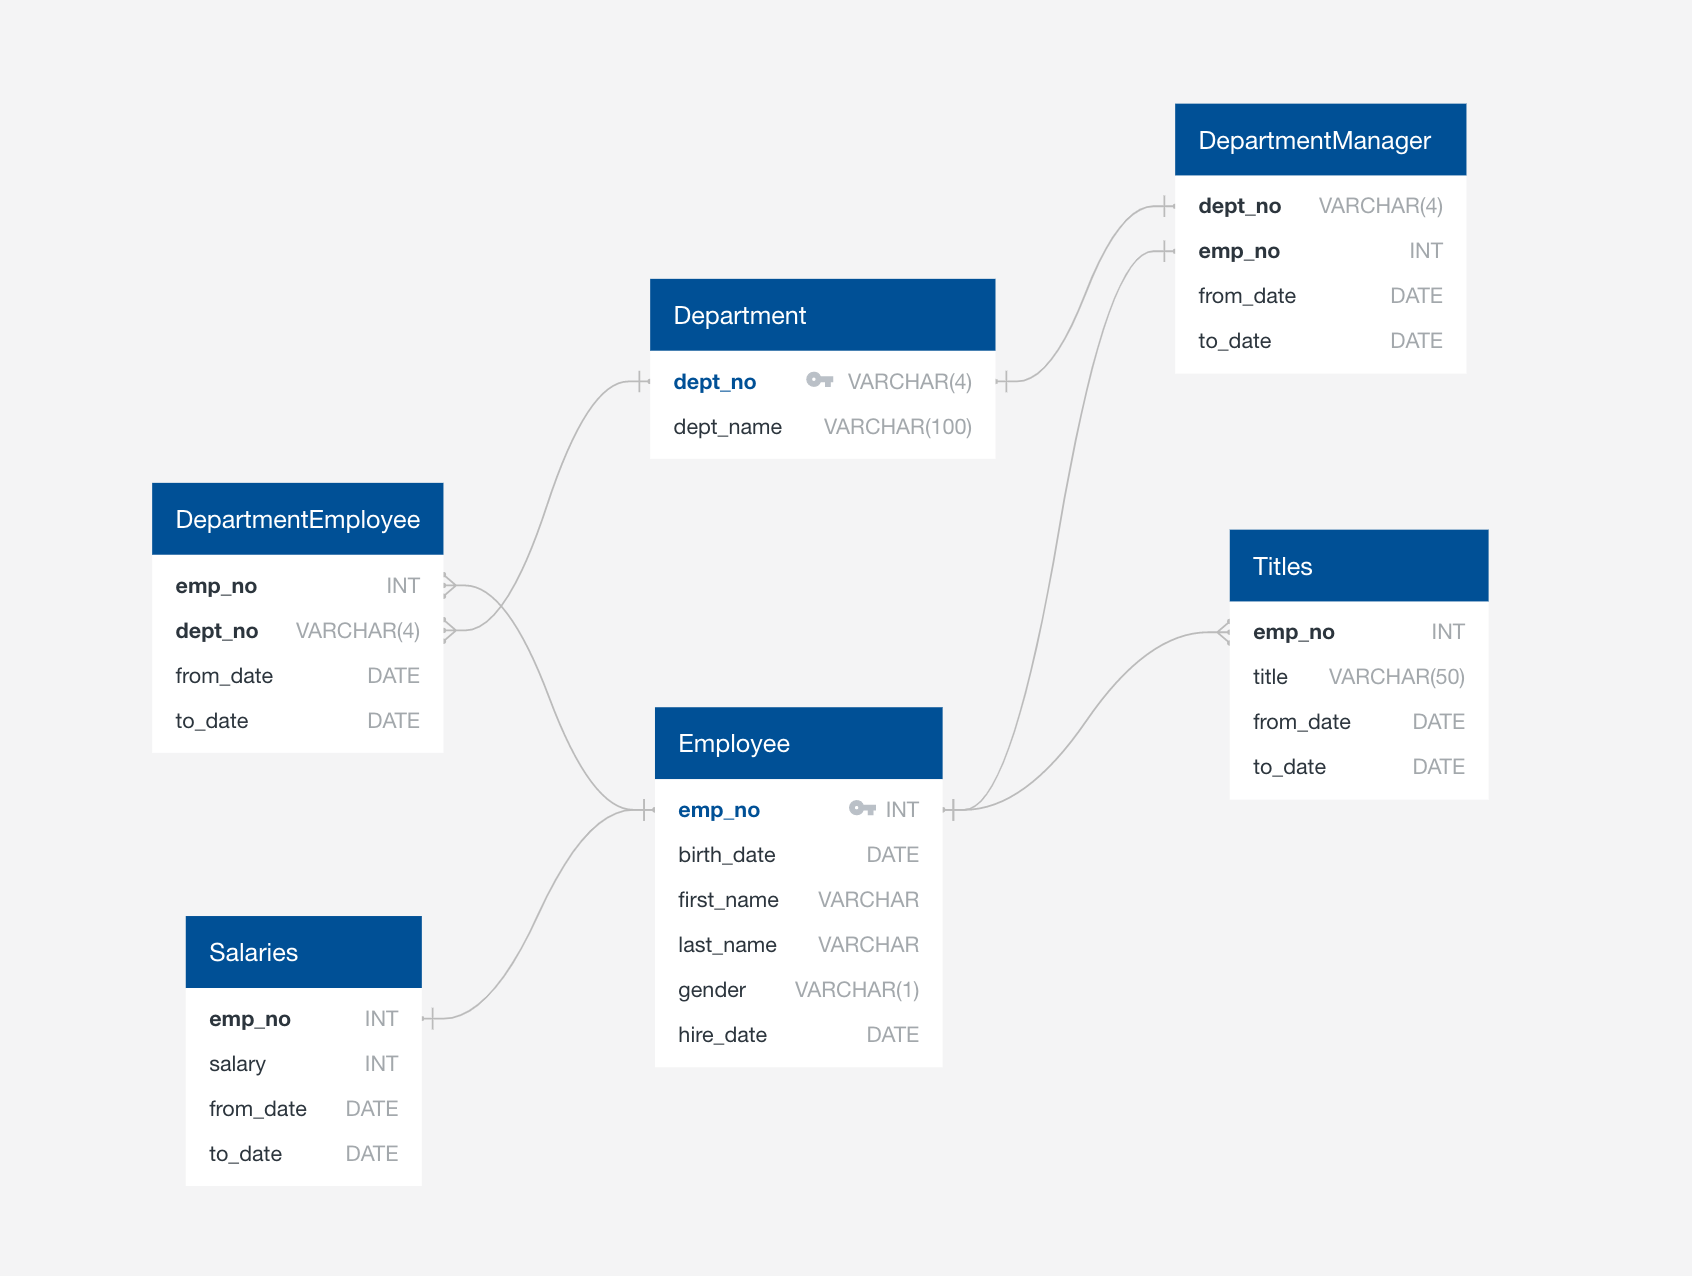 DepartmentManager
dept_no VARCHAR(4)
emp_no INT
from_date DATE
to_date DATE
Department
dept_no VARCHAR(4)
dept_name VARCHAR(100)
DepartmentEmployee
emp_no INT
dept_no VARCHAR(4)
from_date DATE
to_date DATE
Titles
emp_no INT
title VARCHAR(50)
from_date DATE
to_date DATE
Employee
emp_no INT
birth_date DATE
first_name VARCHAR
last_name VARCHAR
gender VARCHAR(1)
hire_date DATE
Salaries
emp_no INT
salary INT
from_date DATE
to_date DATE